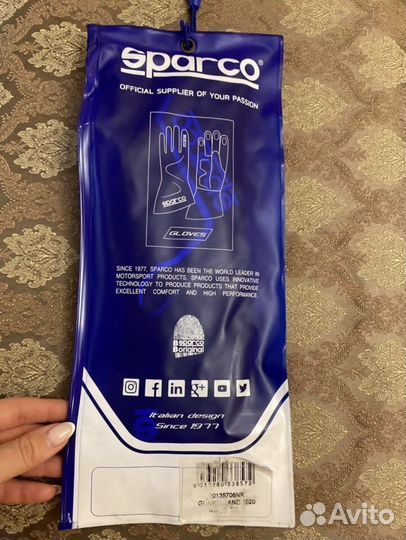 sparco®
OFFICIAL SUPPLIER OF YOUR PASSION
sparco
GLOVES
SINCE 1977, SPARCO HAS BEEN THE WORLD LEADER IN
MOTORSPORT PRODUCTS. SPARCO USES INNOVATIVE
TECHNOLOGY TO PRODUCE PRODUCTS THAT PROVIDE
EXCELLENT COMFORT AND HIGH PERFORMANCE.
B sparco
B original
f in g+
Italian design
Since 1977
Avito